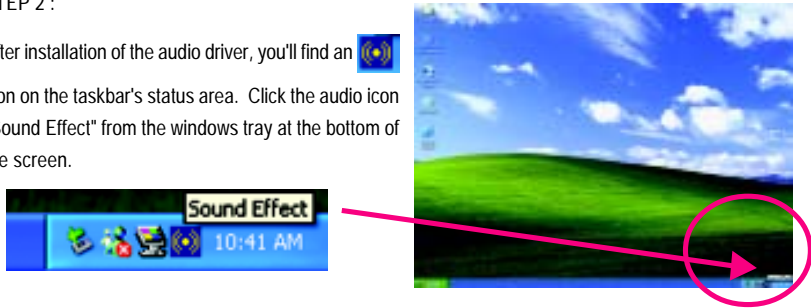 TEP 2 :
ter installation of the audio driver, you'll find an
on on the taskbar's status area. Click the audio icon
ound Effect" from the windows tray at the bottom of
e screen.
Sound Effect
10:41 AM